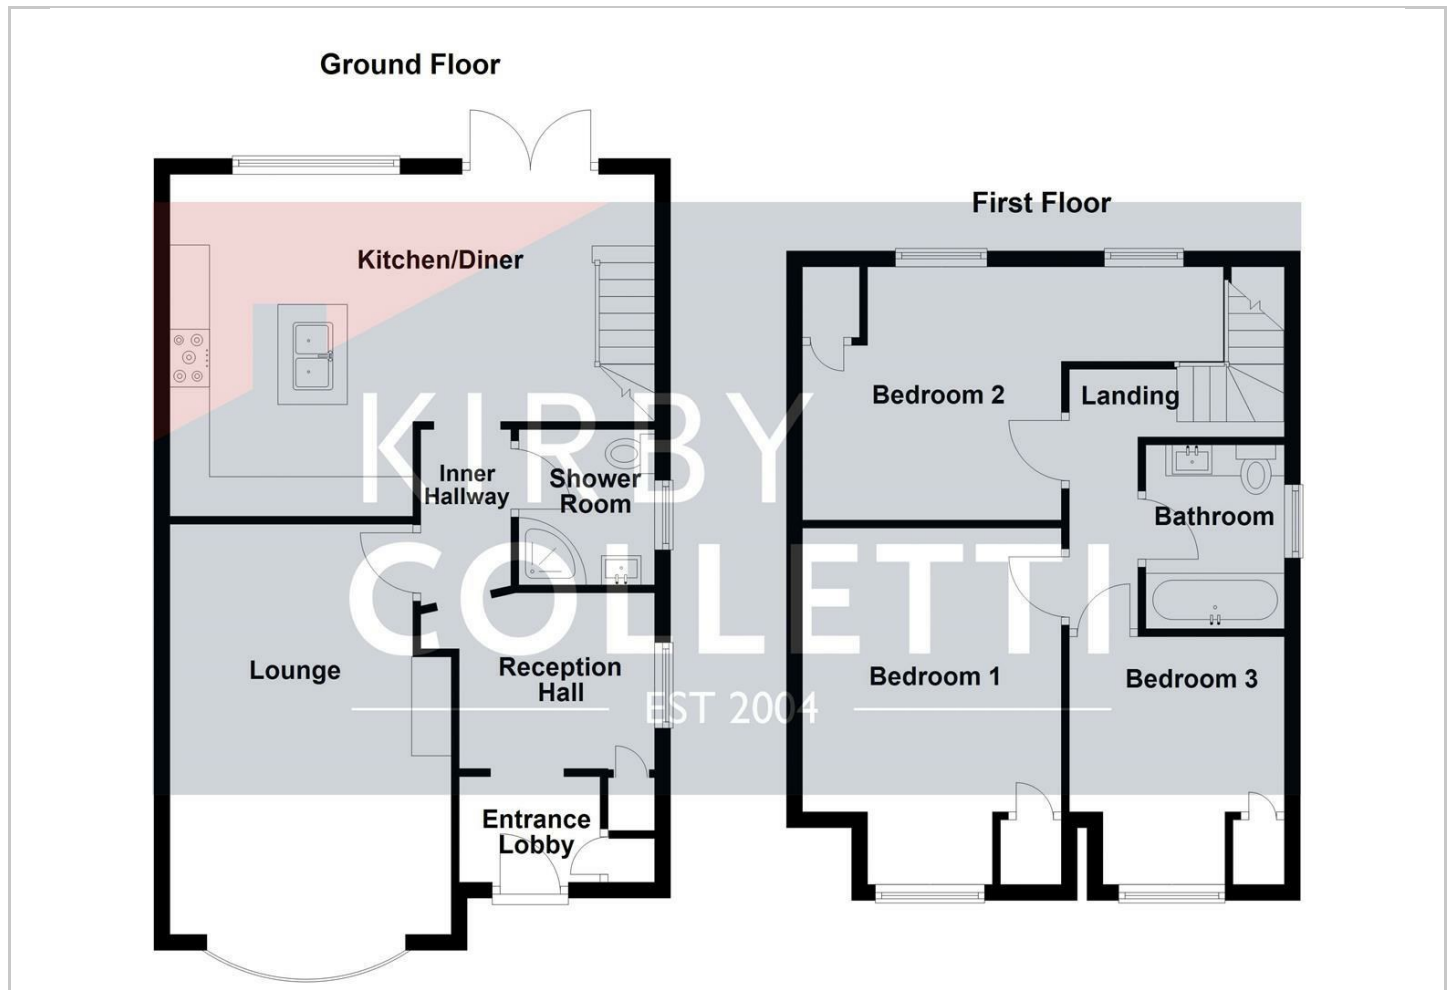 Ground Floor
First Floor
Kitchen/Diner
Bedroom 2
Landing
Inner
Hallway
Shower
Room
Bathroom
KIRBY
COLLETTI
EST 2004
Lounge
Reception
Hall
Bedroom 1
Bedroom 3
Entrance
Lobby